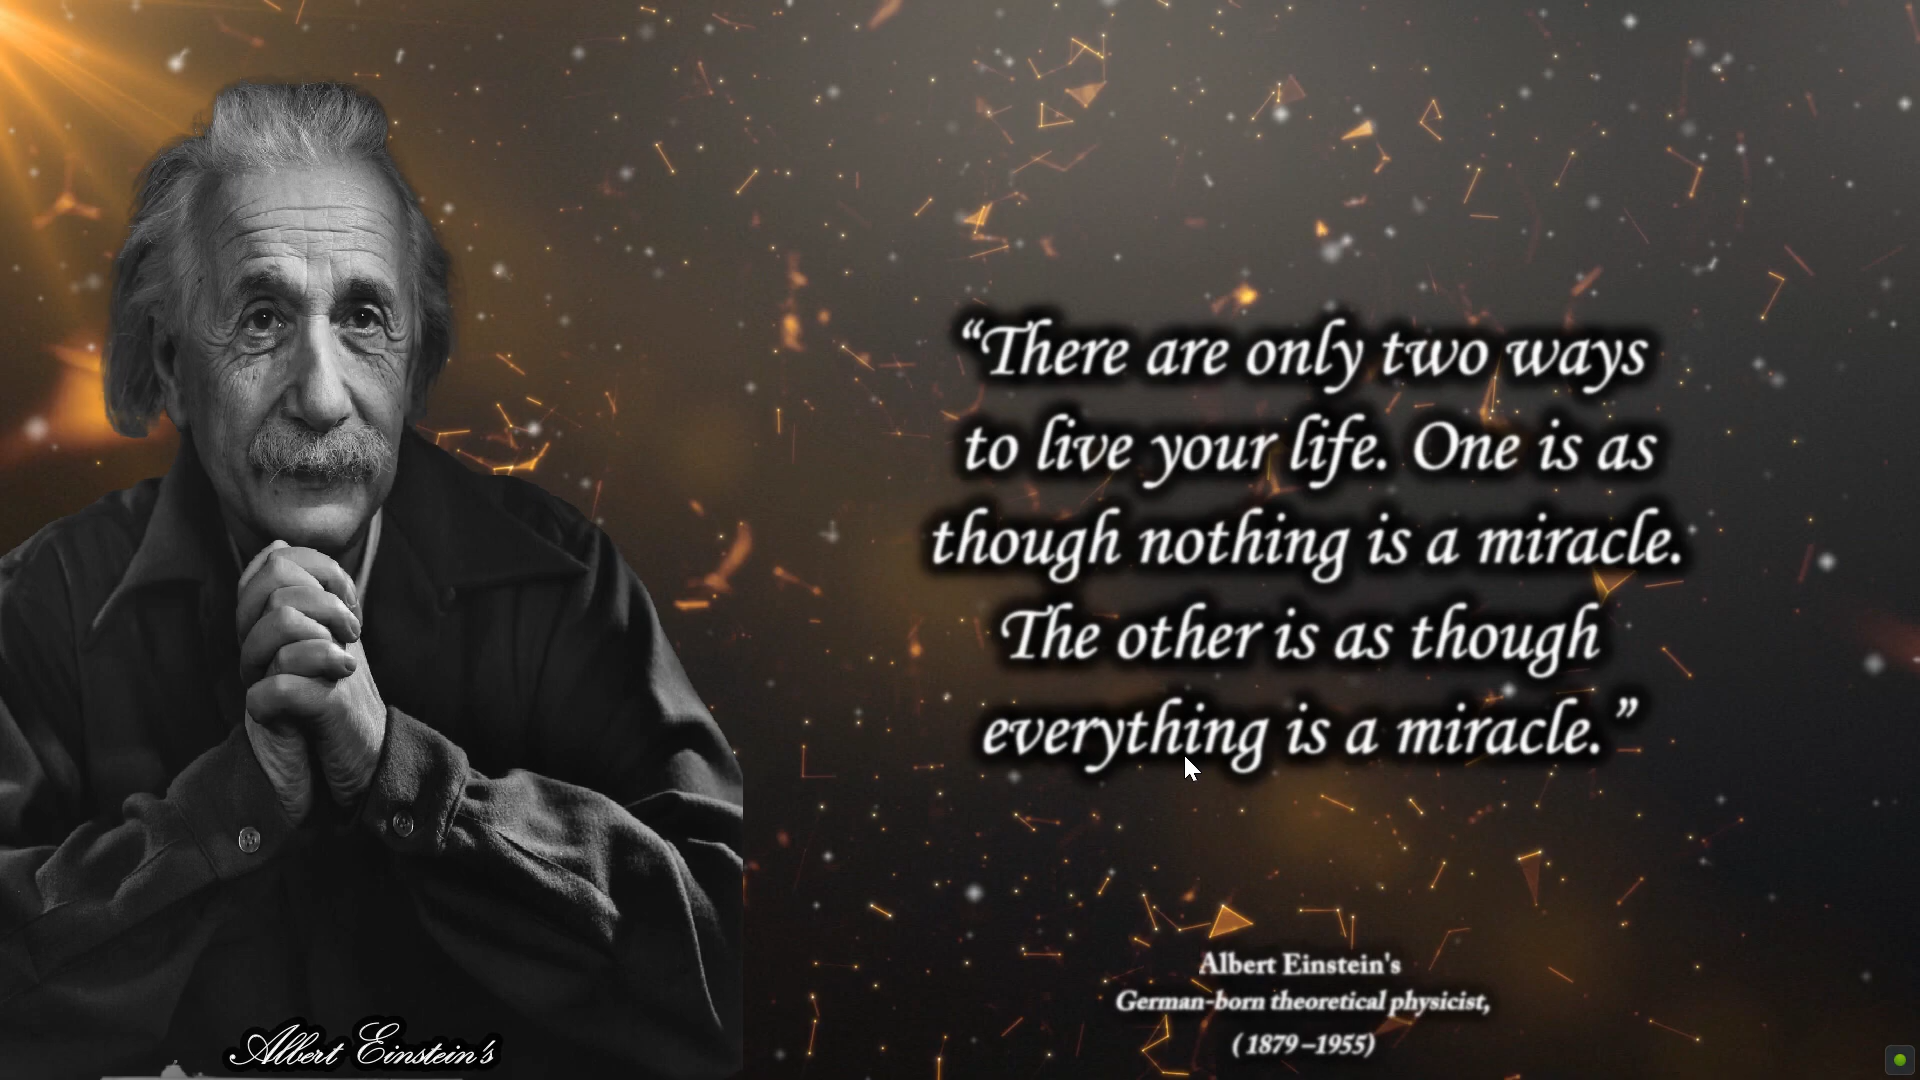 “There are only two ways
to live your life. One is as
though nothing is a miracle.
The other is as though
everything is a miracle.”
Albert Einstein's
German-born theoretical physicist,
(1879–1955)
Albert Einstein's